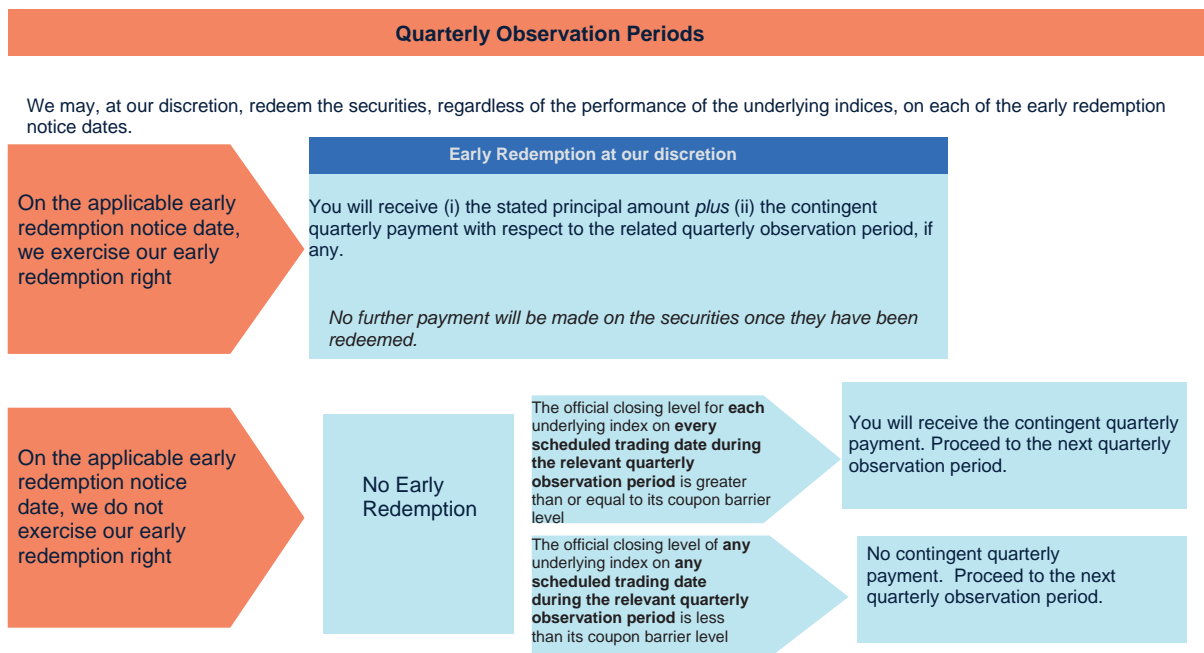 Quarterly Observation Periods
We may, at our discretion, redeem the securities, regardless of the performance of the underlying indices, on each of the early redemption
notice dates.
On the applicable early
redemption notice date,
we exercise our early
redemption right
Early Redemption at our discretion
You will receive (i) the stated principal amount plus (ii) the contingent
quarterly payment with respect to the related quarterly observation period, if
any.
No further payment will be made on the securities once they have been
redeemed.
On the applicable early
redemption notice
date, we do not
exercise our early
redemption right
No Early
Redemption
The official closing level for each
underlying index on every
scheduled trading date during
the relevant quarterly
observation period is greater
than or equal to its coupon barrier
level
You will receive the contingent quarterly
payment. Proceed to the next quarterly
observation period.
The official closing level of any
underlying index on any
scheduled trading date
during the relevant quarterly
observation period is less
than its coupon barrier level
No contingent quarterly
payment. Proceed to the next
quarterly observation period.